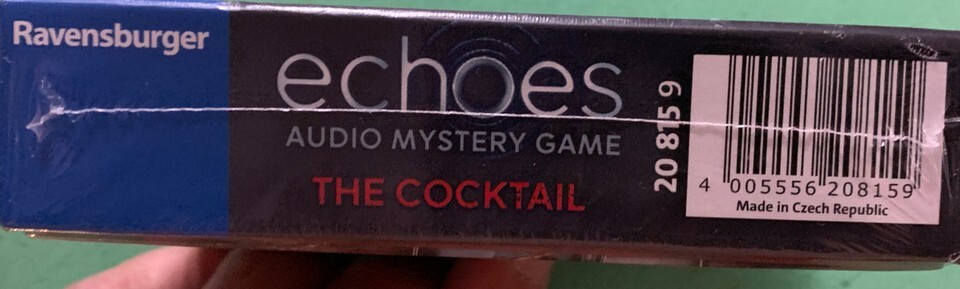 Ravensburger
echoes
AUDIO MYSTERY GAME
THE COCKTAIL
20 815 9
4 005556 208159
Made in Czech Republic